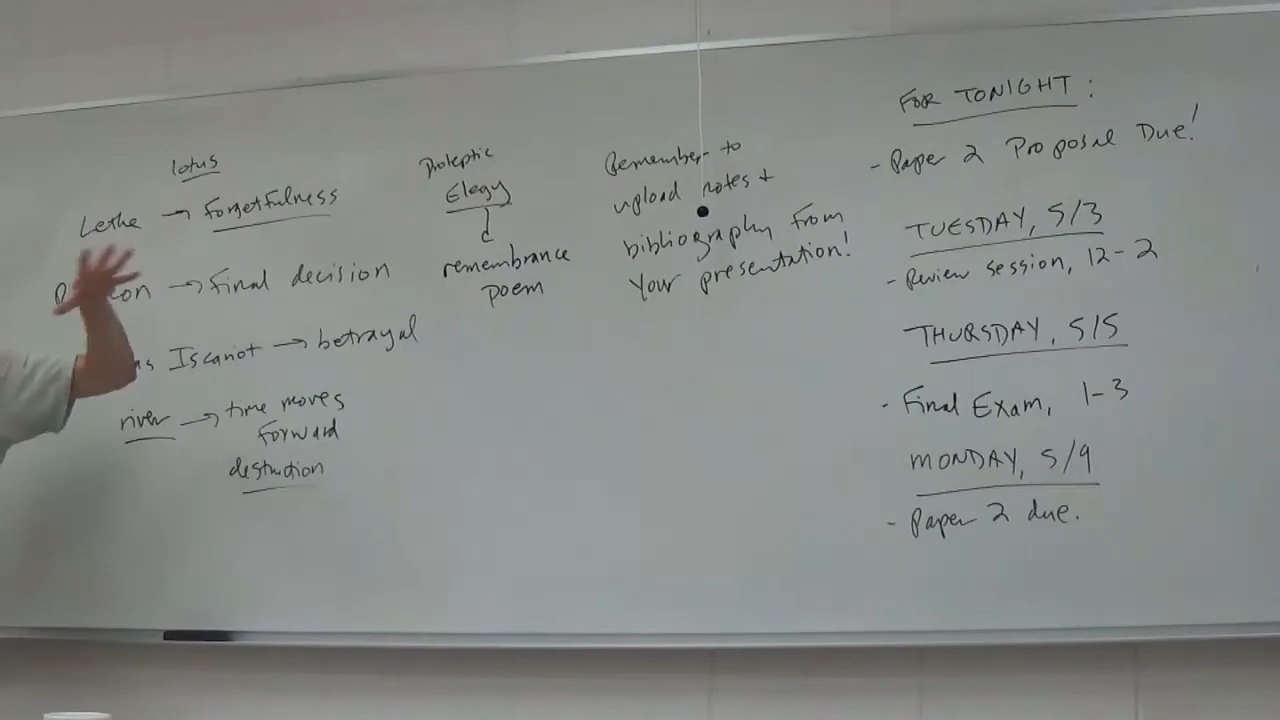 lotus
Lethe → forgetfulness
→ final decision
Iscariot → betrayal
river → time moves
forward
destruction
Proleptic
Elegy
remembrance
poem
Remember to
upload notes +
bibliography from
your presentation!
FOR TONIGHT:
- Paper 2 Proposal Due!
TUESDAY, 5/3
- Review session, 12-2
THURSDAY, 5/5
- Final Exam, 1-3
MONDAY, 5/9
- Paper 2 due.